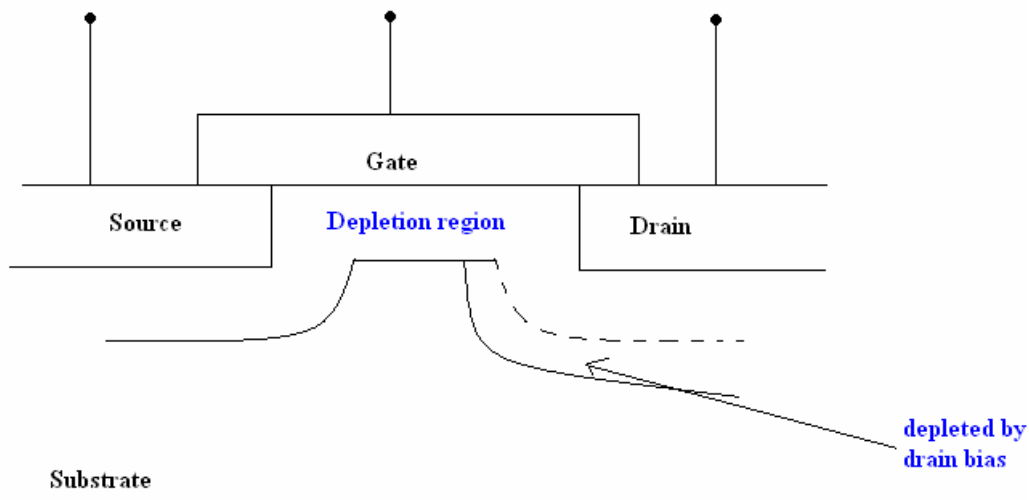 Gate
Source
Depletion region
Drain
depleted by
drain bias
Substrate